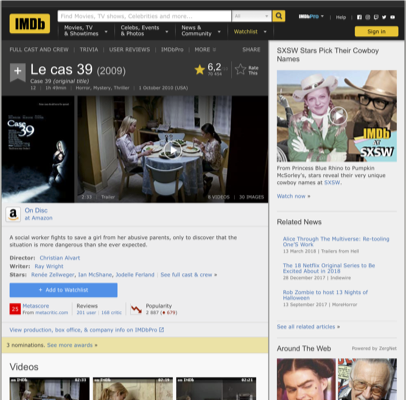 IMDb
Find Movies, TV shows, Celebrities and more...
All
Movies, TV & Showtimes
Celebs, Events & Photos
News & Community
Watchlist
IMDbPro
Help
Sign in
FULL CAST AND CREW | TRIVIA | USER REVIEWS | IMDbPro | MORE
SHARE
Le cas 39 (2009)
Case 39 (original title)
12 | 1h 49min | Horror, Mystery, Thriller | 1 October 2010 (USA)
6,2
Rate This
Case 39
2:33 | Trailer
8 VIDEOS | 30 IMAGES
On Disc
at Amazon
A social worker fights to save a girl from her abusive parents, only to discover that the
situation is more dangerous than she ever expected.
Director: Christian Alvart
Writer: Ray Wright
Stars: Renée Zellweger, Ian McShane, Jodelle Ferland | See full cast & crew »
+ Add to Watchlist
25
Metascore
From metacritic.com
Reviews
201 user | 168 critic
Popularity
2 887 (679)
View production, box office, & company info on IMDbPro
3 nominations. See more awards »
Videos
SXSW Stars Pick Their Cowboy
Names
IMDb
AT
SXSW
From Princess Blue Rhino to Pumpkin
McSorley's, stars reveal their very unique
cowboy names at SXSW.
Watch now »
Related News
Alice Through The Multiverse: Re-tooling
One'S Work
13 March 2018 | Trailers from Hell
The 18 Netflix Original Series to Be
Excited About in 2018
26 December 2017 | Indiewire
Rob Zombie to host 13 Nights of
Halloween
11 September 2017 | MoreHorror
See all related articles »
Around The Web
Powered by ZergNet